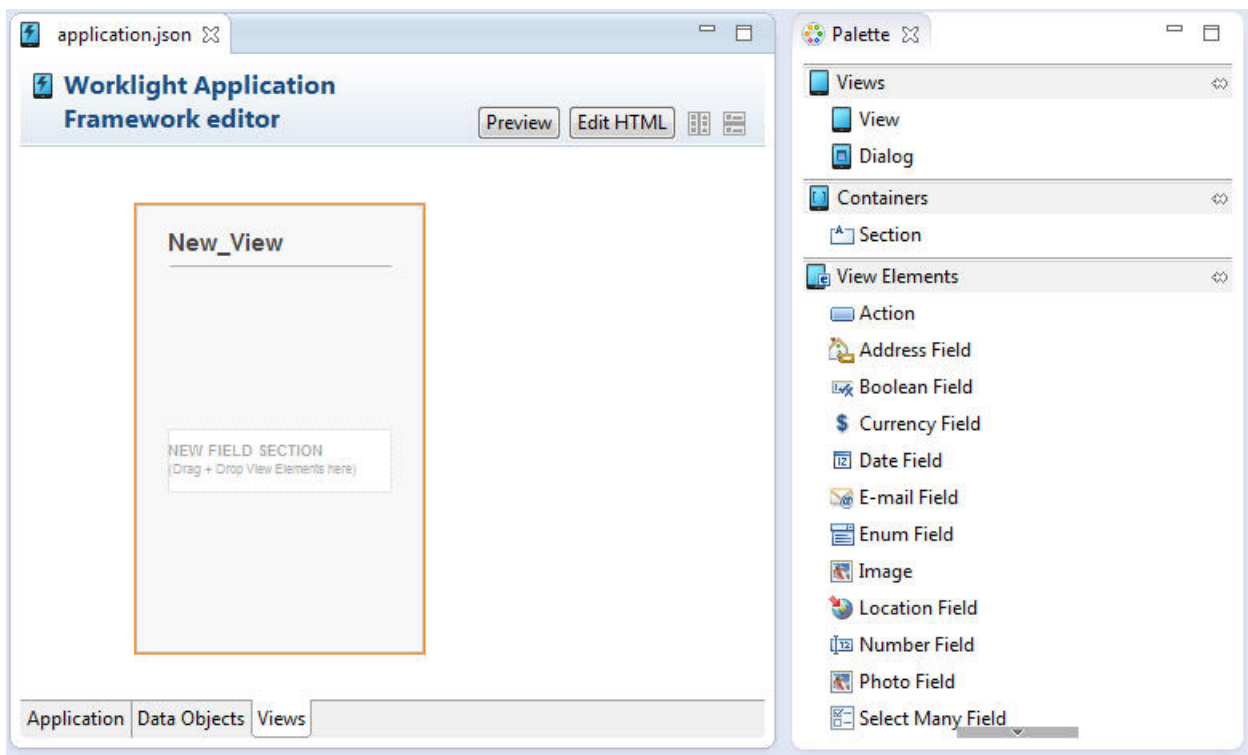 application.json
Worklight Application
Framework editor
Preview
Edit HTML
New_View
NEW FIELD SECTION
(Drag + Drop View Elements here)
Application
Data Objects
Views
Palette
Views
View
Dialog
Containers
Section
View Elements
Action
Address Field
Boolean Field
Currency Field
Date Field
E-mail Field
Enum Field
Image
Location Field
Number Field
Photo Field
Select Many Field